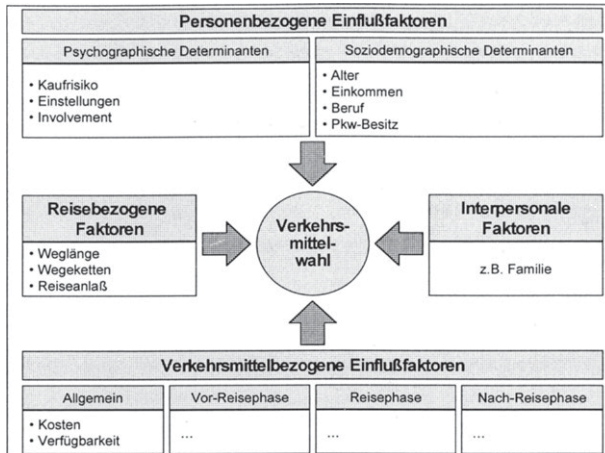 Personenbezogene Einflußfaktoren
Psychographische Determinanten
• Kaufrisiko
• Einstellungen
• Involvement
Soziodemographische Determinanten
• Alter
• Einkommen
• Beruf
• Pkw-Besitz
Reisebezogene
Faktoren
• Weglänge
• Wegeketten
• Reiseanlaß
Verkehrs-
mittel-
wahl
Interpersonale
Faktoren
z.B. Familie
Verkehrsmittelbezogene Einflußfaktoren
Allgemein
• Kosten
• Verfügbarkeit
Vor-Reisephase
...
Reisephase
...
Nach-Reisephase
...